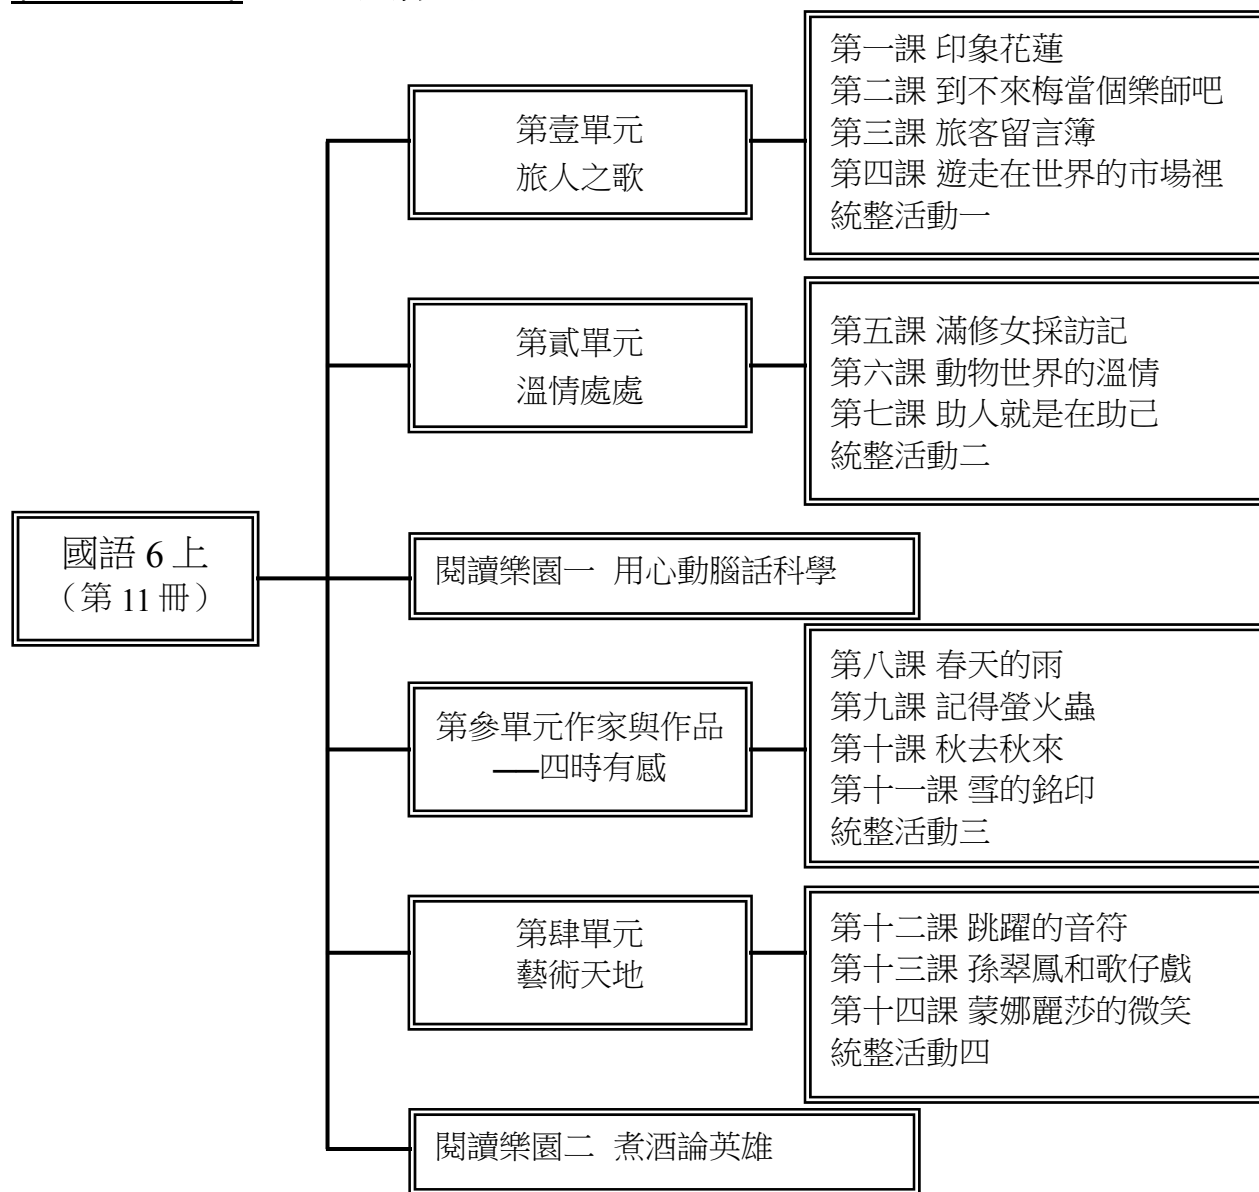 國語 6 上
（第 11 冊）
第壹單元
旅人之歌
第一課 印象花蓮
第二課 到不來梅當個樂師吧
第三課 旅客留言簿
第四課 遊走在世界的市場裡
統整活動一
第貳單元
溫情處處
第五課 滿修女採訪記
第六課 動物世界的溫情
第七課 助人就是在助己
統整活動二
閱讀樂園一 用心動腦話科學
第參單元作家與作品
──四時有感
第八課 春天的雨
第九課 記得螢火蟲
第十課 秋去秋來
第十一課 雪的銘印
統整活動三
第肆單元
藝術天地
第十二課 跳躍的音符
第十三課 孫翠鳳和歌仔戲
第十四課 蒙娜麗莎的微笑
統整活動四
閱讀樂園二 煮酒論英雄